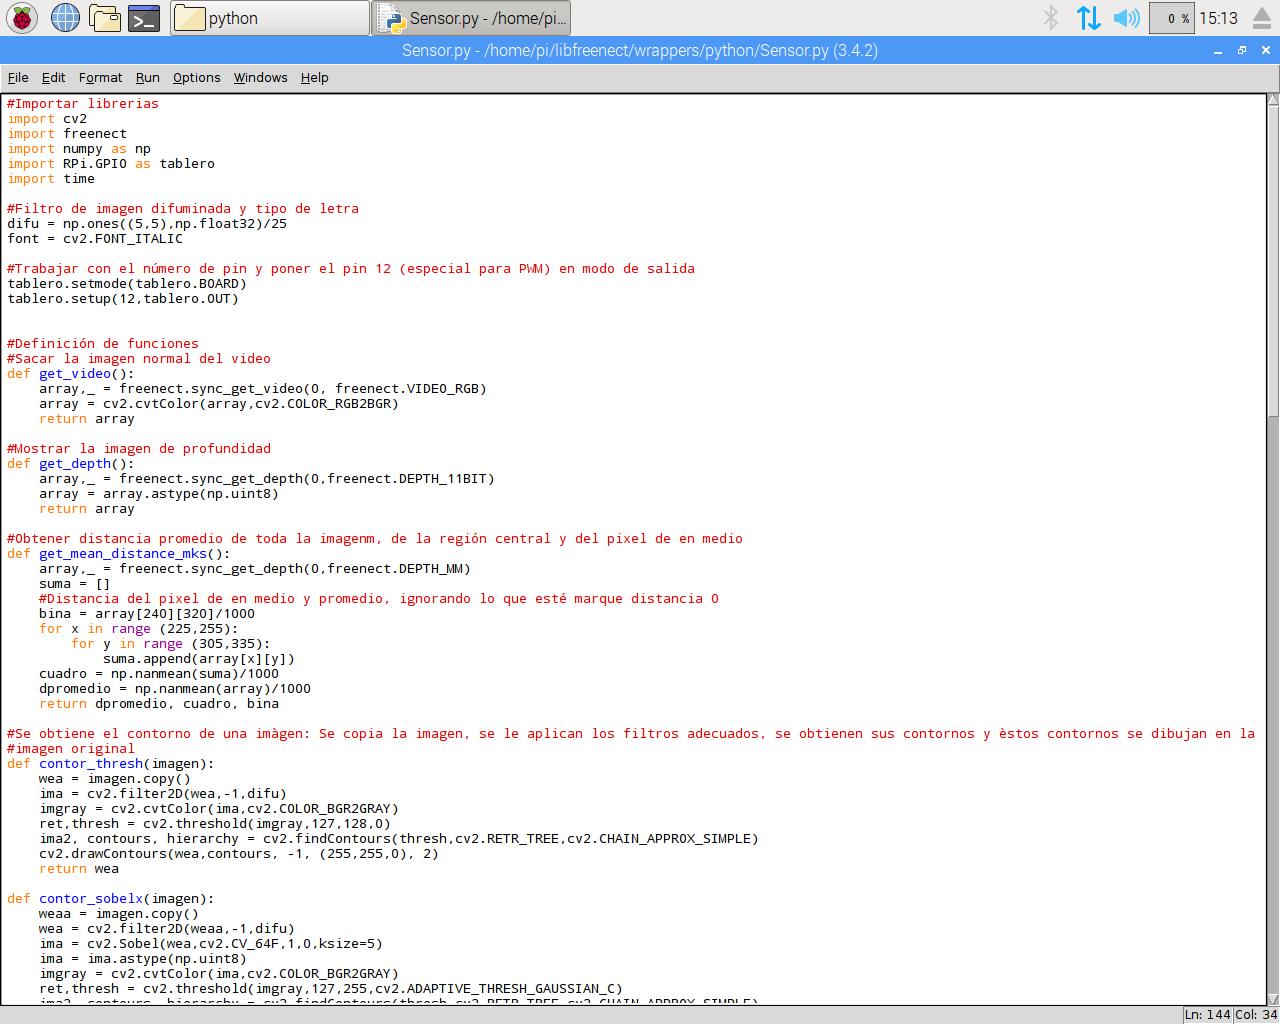 python
Sensor.py - /home/pi...
0 %
15:13
Sensor.py - /home/pi/libfreenect/wrappers/python/Sensor.py (3.4.2)
File Edit Format Run Options Windows Help
#Importar librerias
import cv2
import freenect
import numpy as np
import RPi.GPIO as tablero
import time
#Filtro de imagen difuminada y tipo de letra
difu = np.ones((5,5),np.float32)/25
font = cv2.FONT_ITALIC
#Trabajar con el número de pin y poner el pin 12 (especial para PWM) en modo de salida
tablero.setmode(tablero.BOARD)
tablero.setup(12,tablero.OUT)
#Definición de funciones
#Sacar la imagen normal del video
def get_video():
    array,_ = freenect.sync_get_video(0, freenect.VIDEO_RGB)
    array = cv2.cvtColor(array,cv2.COLOR_RGB2BGR)
    return array
#Mostrar la imagen de profundidad
def get_depth():
    array,_ = freenect.sync_get_depth(0,freenect.DEPTH_11BIT)
    array = array.astype(np.uint8)
    return array
#Obtener distancia promedio de toda la imagenm, de la región central y del pixel de en medio
def get_mean_distance_mks():
    array,_ = freenect.sync_get_depth(0,freenect.DEPTH_MM)
    suma = []
    #Distancia del pixel de en medio y promedio, ignorando lo que esté marque distancia 0
    bina = array[240][320]/1000
    for x in range (225,255):
        for y in range (305,335):
            suma.append(array[x][y])
    cuadro = np.nanmean(suma)/1000
    dpromedio = np.nanmean(array)/1000
    return dpromedio, cuadro, bina
#Se obtiene el contorno de una imàgen: Se copia la imagen, se le aplican los filtros adecuados, se obtienen sus contornos y èstos contornos se dibujan en la
#imagen original
def contor_thresh(imagen):
    wea = imagen.copy()
    ima = cv2.filter2D(wea,-1,difu)
    imgray = cv2.cvtColor(ima,cv2.COLOR_BGR2GRAY)
    ret,thresh = cv2.threshold(imgray,127,128,0)
    ima2, contours, hierarchy = cv2.findContours(thresh,cv2.RETR_TREE,cv2.CHAIN_APPROX_SIMPLE)
    cv2.drawContours(wea,contours, -1, (255,255,0), 2)
    return wea
def contor_sobelx(imagen):
    weaa = imagen.copy()
    wea = cv2.filter2D(weaa,-1,difu)
    ima = cv2.Sobel(wea,cv2.CV_64F,1,0,ksize=5)
    ima = ima.astype(np.uint8)
    imgray = cv2.cvtColor(ima,cv2.COLOR_BGR2GRAY)
    ret,thresh = cv2.threshold(imgray,127,255,cv2.ADAPTIVE_THRESH_GAUSSIAN_C)
    ima2, contours, hierarchy = cv2.findContours(thresh,cv2.RETR_TREE,cv2.CHAIN_APPROX_SIMPLE)
Ln: 144 Col: 34